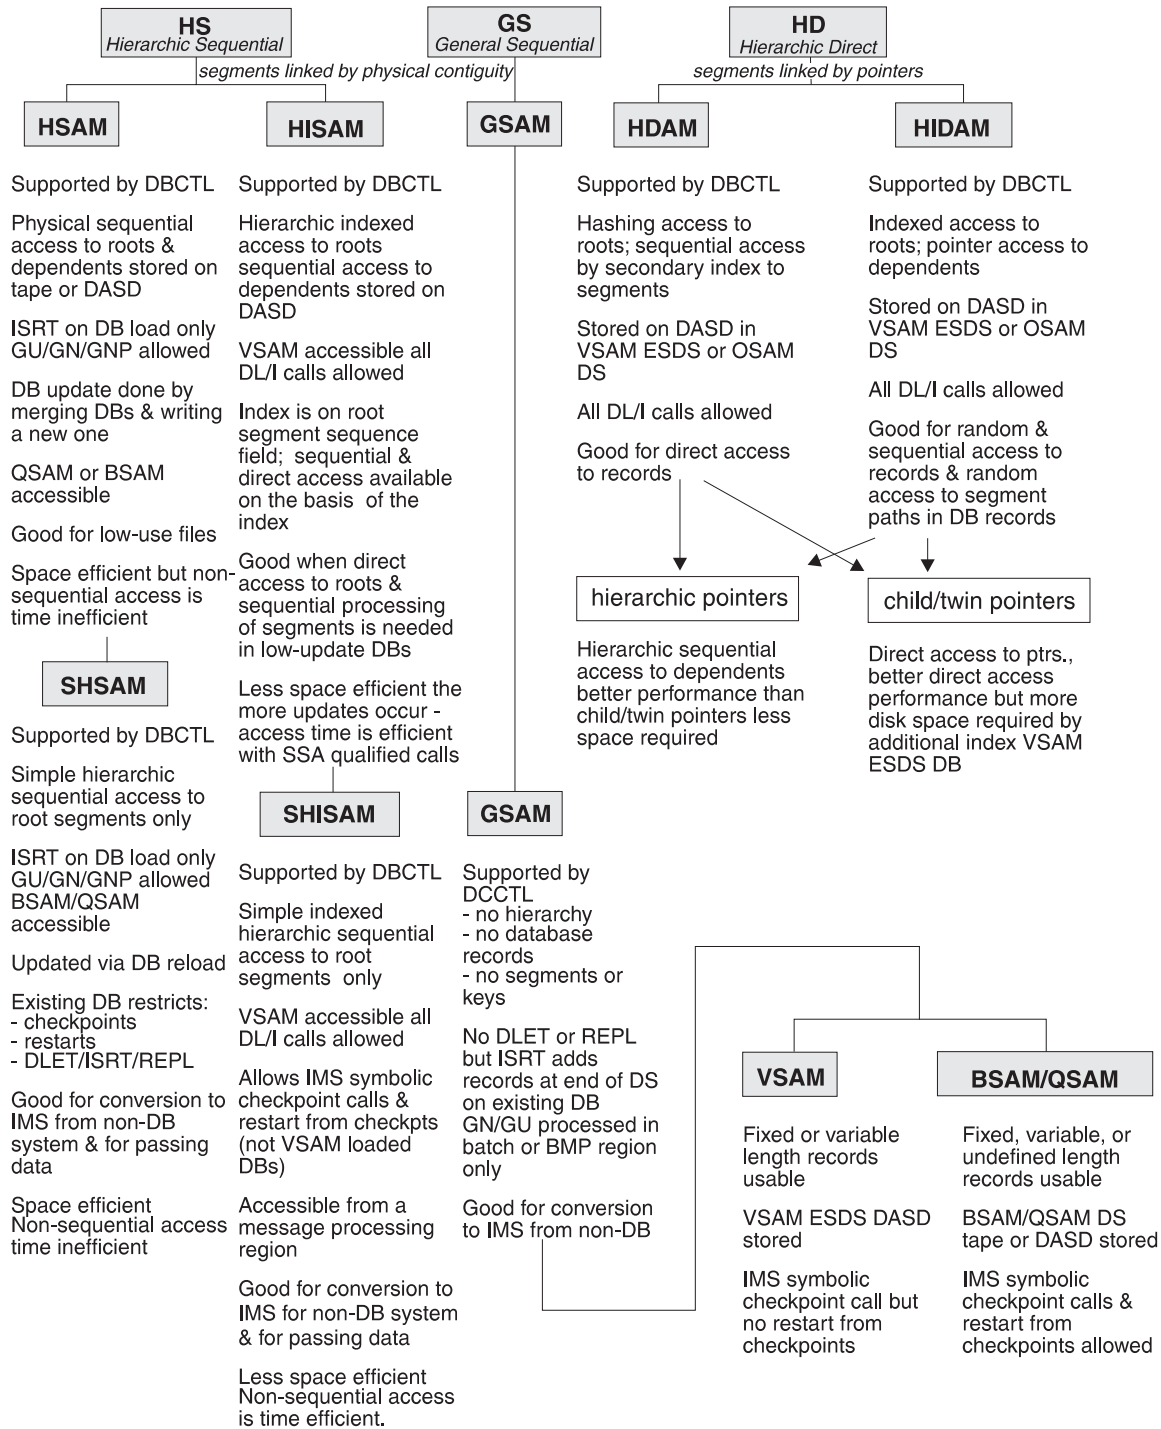 HS
Hierarchic Sequential
GS
General Sequential
HD
Hierarchic Direct
segments linked by physical contiguity
segments linked by pointers
HSAM
HISAM
GSAM
HDAM
HIDAM
Supported by DBCTL
Physical sequential
access to roots &
dependents stored on
tape or DASD
ISRT on DB load only
GU/GN/GNP allowed
DB update done by
merging DBs & writing
a new one
QSAM or BSAM
accessible
Good for low-use files
Space efficient but non-
sequential access is
time inefficient
SHSAM
Supported by DBCTL
Simple hierarchic
sequential access to
root segments only
ISRT on DB load only
GU/GN/GNP allowed
BSAM/QSAM
accessible
Updated via DB reload
Existing DB restricts:
- checkpoints
- restarts
- DLET/ISRT/REPL
Good for conversion to
IMS from non-DB
system & for passing
data
Space efficient
Non-sequential access
time inefficient
Supported by DBCTL
Hierarchic indexed
access to roots
sequential access to
dependents stored on
DASD
VSAM accessible all
DL/I calls allowed
Index is on root
segment sequence
field; sequential &
direct access available
on the basis of the
index
Good when direct
access to roots &
sequential processing
of segments is needed
in low-update DBs
Less space efficient the
more updates occur -
access time is efficient
with SSA qualified calls
SHISAM
Supported by DBCTL
Simple indexed
hierarchic sequential
access to root
segments only
VSAM accessible all
DL/I calls allowed
Allows IMS symbolic
checkpoint calls &
restart from checkpts
(not VSAM loaded
DBs)
Accessible from a
message processing
region
Good for conversion to
IMS for non-DB system
& for passing data
Less space efficient
Non-sequential access
is time efficient.
GSAM
Supported by
DCCTL
- no hierarchy
- no database
records
- no segments or
keys
No DLET or REPL
but ISRT adds
records at end of DS
on existing DB
GN/GU processed in
batch or BMP region
only
Good for conversion
to IMS from non-DB
Supported by DBCTL
Hashing access to
roots; sequential access
by secondary index to
segments
Stored on DASD in
VSAM ESDS or OSAM
DS
All DL/I calls allowed
Good for direct access
to records
Supported by DBCTL
Indexed access to
roots; pointer access to
dependents
Stored on DASD in
VSAM ESDS or OSAM
DS
All DL/I calls allowed
Good for random &
sequential access to
records & random
access to segment
paths in DB records
hierarchic pointers
Hierarchic sequential
access to dependents
better performance than
child/twin pointers less
space required
child/twin pointers
Direct access to ptrs.,
better direct access
performance but more
disk space required by
additional index VSAM
ESDS DB
VSAM
Fixed or variable
length records
usable
VSAM ESDS DASD
stored
IMS symbolic
checkpoint call but
no restart from
checkpoints
BSAM/QSAM
Fixed, variable, or
undefined length
records usable
BSAM/QSAM DS
tape or DASD stored
IMS symbolic
checkpoint calls &
restart from
checkpoints allowed